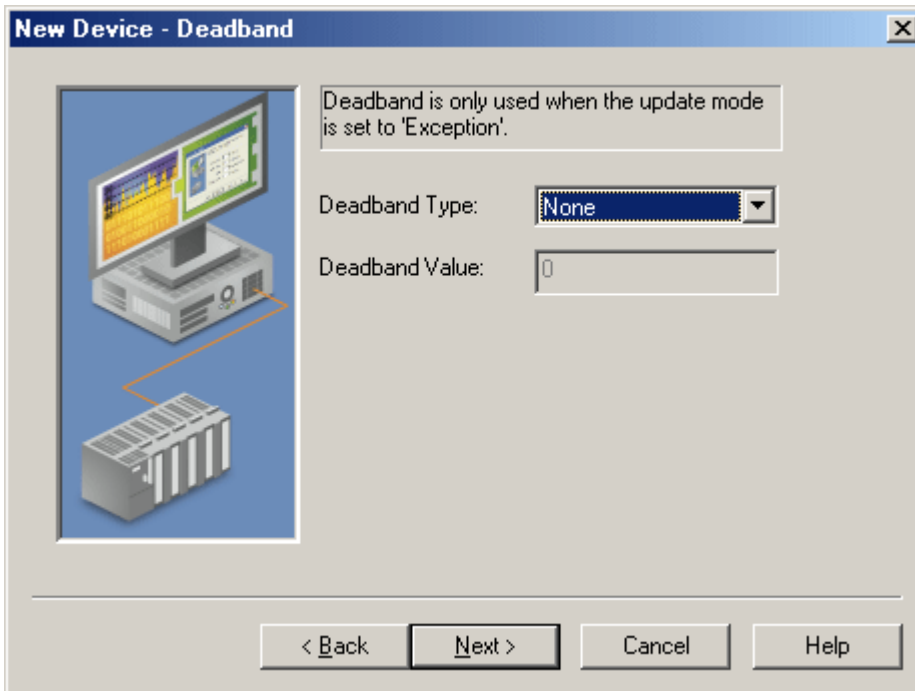 New Device - Deadband
Deadband is only used when the update mode
is set to 'Exception'.
Deadband Type:
None
Deadband Value:
0
< Back
Next >
Cancel
Help